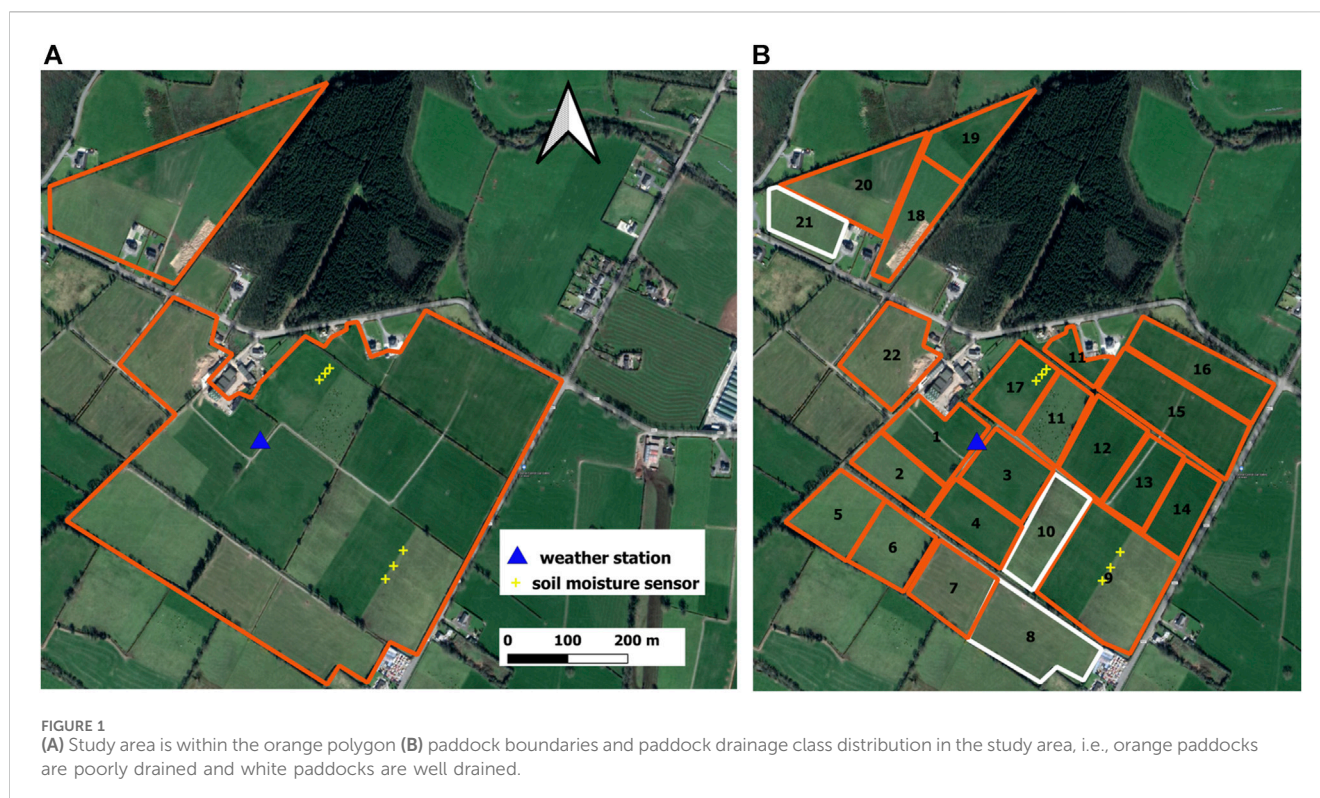 A
B
19
20
18
21
22
11
16
17
11
15
1
12
2
3
13
14
5
4
10
6
7
9
8
weather station
soil moisture sensor
0 100 200 m
FIGURE 1
(A) Study area is within the orange polygon (B) paddock boundaries and paddock drainage class distribution in the study area, i.e., orange paddocks
are poorly drained and white paddocks are well drained.